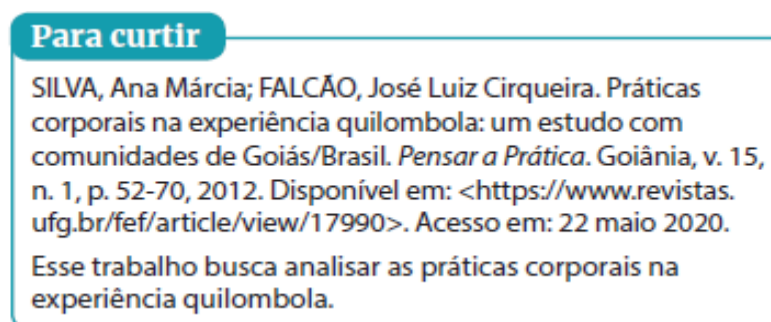 Para curtir
SILVA, Ana Márcia; FALCÃO, José Luiz Cirqueira. Práticas
corporais na experiência quilombola: um estudo com
comunidades de Goiás/Brasil. Pensar a Prática. Goiânia, v. 15,
n. 1, p. 52-70, 2012. Disponível em: <https://www.revistas.
ufg.br/fef/article/view/17990>. Acesso em: 22 maio 2020.
Esse trabalho busca analisar as práticas corporais na
experiência quilombola.